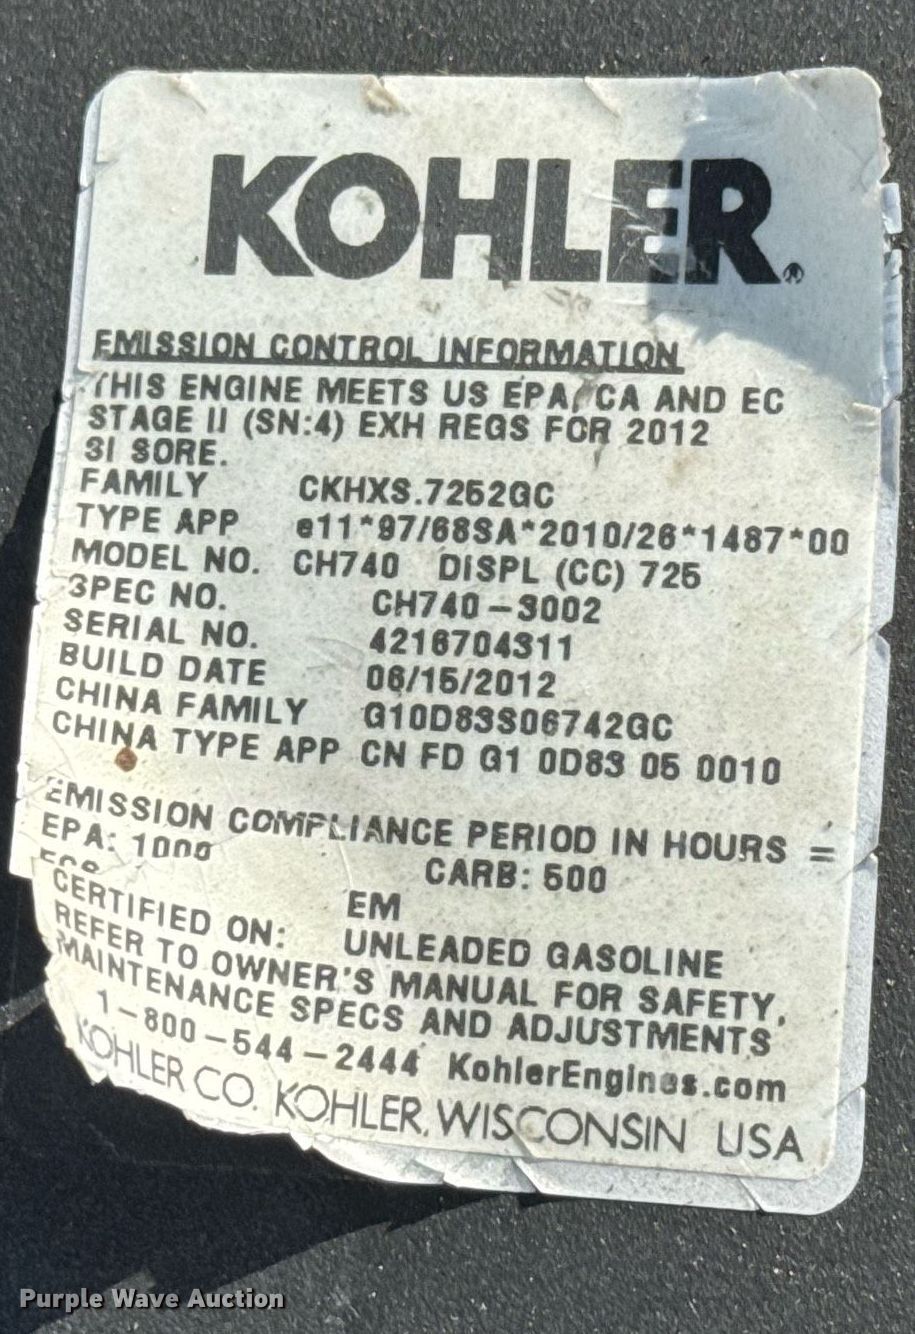 KOHLER®
EMISSION CONTROL INFORMATION
THIS ENGINE MEETS US EPA, CA AND EC
STAGE II (SN:4) EXH REGS FOR 2012
SI SORE.
FAMILY CKHXS.7252GC
TYPE APP e11*97/68SA*2010/26*1487*00
MODEL NO. CH740 DISPL (CC) 725
SPEC NO. CH740-3002
SERIAL NO. 4216704311
BUILD DATE 06/15/2012
CHINA FAMILY G10D83S06742GC
CHINA TYPE APP CN FD G1 0D83 05 0010
EMISSION COMPLIANCE PERIOD IN HOURS =
EPA: 1000 CARB: 500
EM
CERTIFIED ON: UNLEADED GASOLINE
REFER TO OWNER'S MANUAL FOR SAFETY,
MAINTENANCE SPECS AND ADJUSTMENTS
1-800-544-2444 KohlerEngines.com
KOHLER CO. KOHLER, WISCONSIN USA
Purple Wave Auction